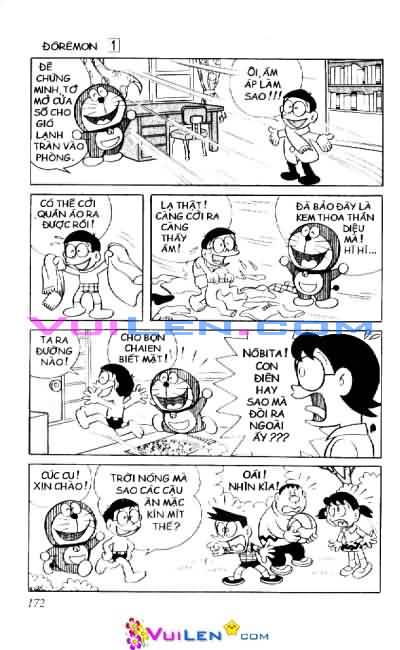 ĐÔRÊMON 1
ĐỂ
CHỨNG
MINH, TỚ
MỞ CỬA
SỔ CHO
GIÓ
LẠNH
TRÀN VÀO
PHÒNG.
ÔI, ẤM
ÁP LÀM
SAO!!!
CÓ THỂ CỞI
QUẦN ÁO RA
ĐƯỢC RỒI!
LẠ THẬT!
CÀNG CỞI RA
CÀNG
THẤY
ẤM!
ĐÃ BẢO ĐÂY LÀ
KEM THOA THẦN
DIỆU
MÀ!
HÌ HÌ...
VUILEN.COM
TA RA
ĐƯỜNG
NÀO!
CHO BỌN
CHAIEN
BIẾT MẶT!
NÔBITA!
CON
ĐIÊN
HAY
SAO MÀ
ĐÒI RA
NGOÀI
ẤY???
CÚC CU!
XIN CHÀO!
TRỜI NÓNG MÀ
SAO CÁC CẬU
ĂN MẶC
KÍN MÍT
THẾ?
OÁI!
NHÌN KÌA!
172
VUILEN.COM